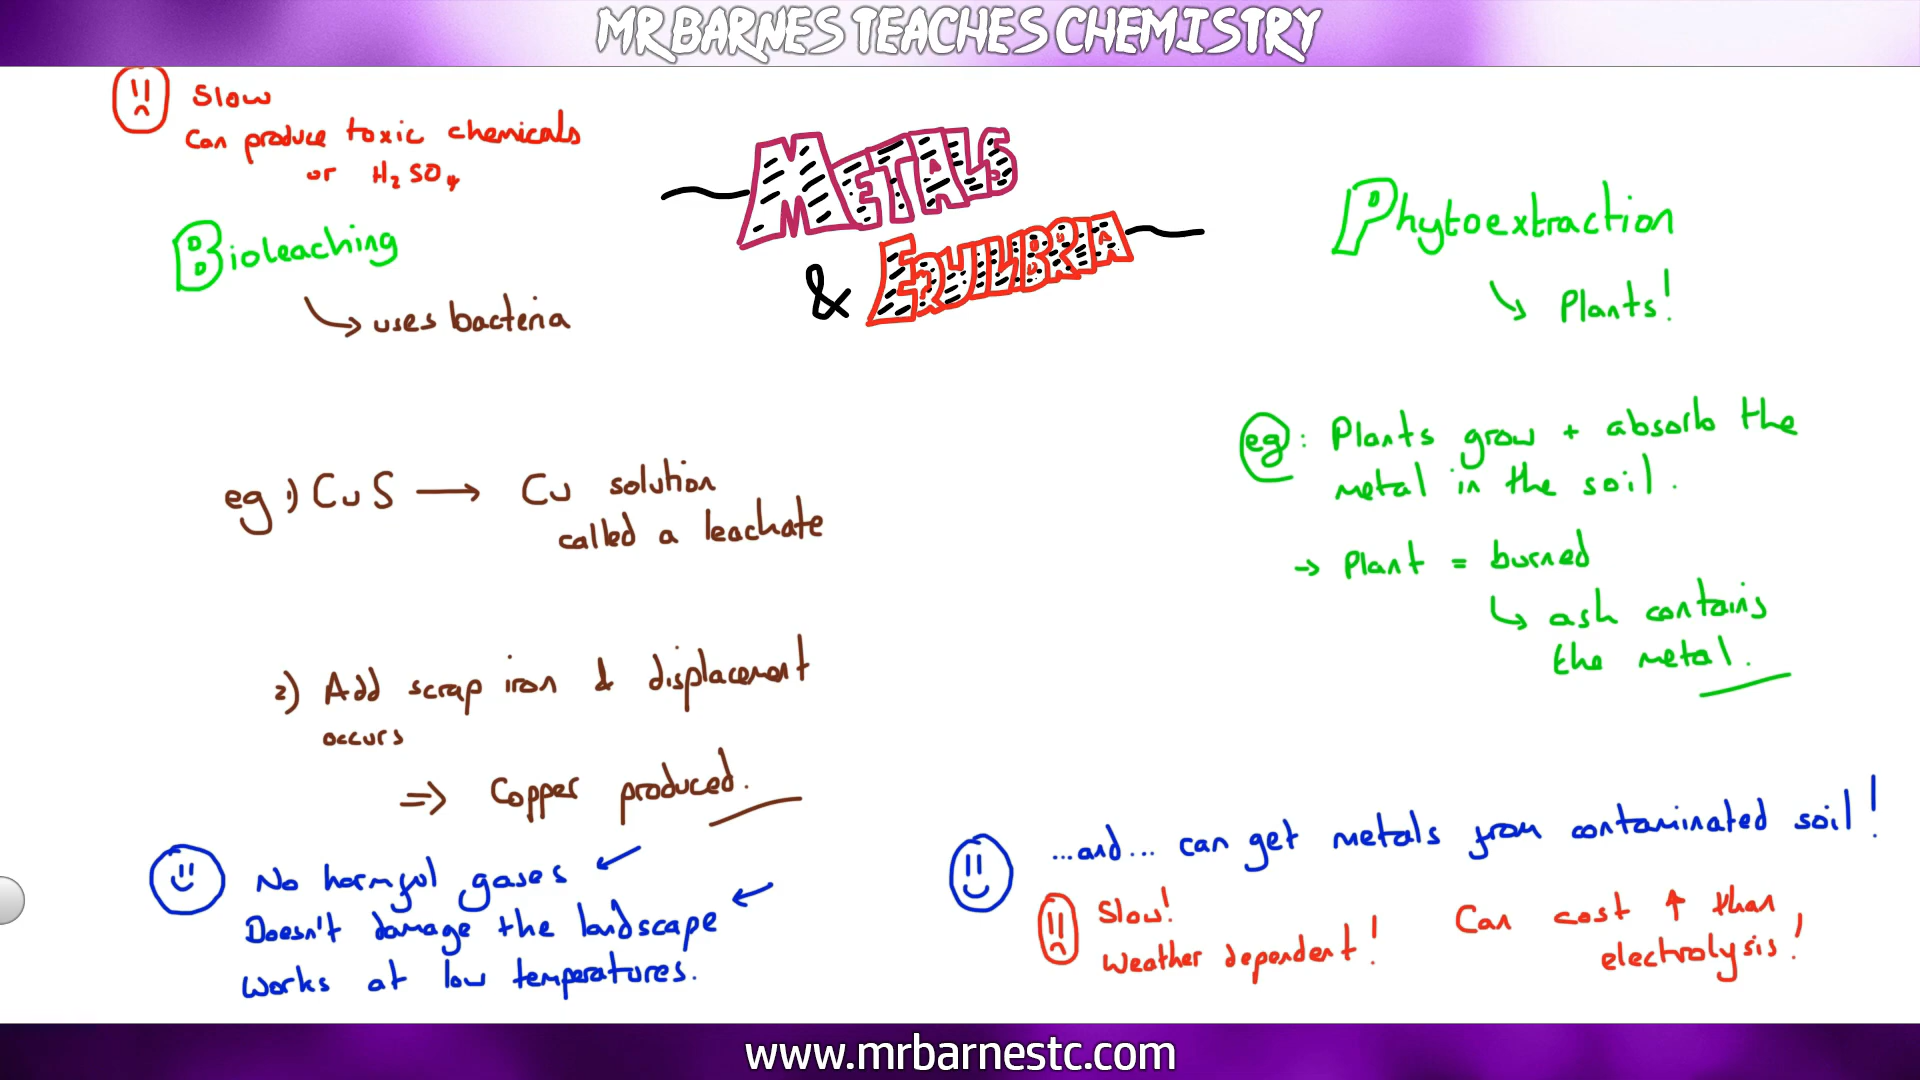 MR BARNES TEACHES CHEMISTRY
Slow
Can produce toxic chemicals
or H₂SO₄
Bioleaching
→ uses bacteria
eg 1) CuS → Cu solution
called a leachate
2) Add scrap iron & displacement
occurs
⇒ Copper produced.
No harmful gases
Doesn't damage the landscape
Works at low temperatures.
METALS
& EQUILIBRIA
Phytoextraction
↳ Plants!
eg: Plants grow + absorb the
metal in the soil.
→ Plant = burned
↳ ash contains
the metal.
...and... can get metals from contaminated soil!
Slow!
Weather dependent!
Can cost ↑ than
electrolysis!
www.mrbarnestc.com